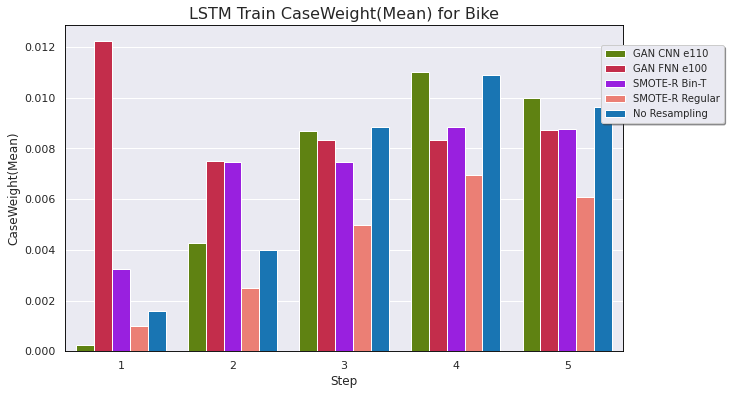 LSTM Train CaseWeight(Mean) for Bike
GAN CNN e110
GAN FNN e100
SMOTE-R Bin-T
SMOTE-R Regular
No Resampling
CaseWeight(Mean)
0.012
0.010
0.008
0.006
0.004
0.002
0.000
1 2 3 4 5
Step